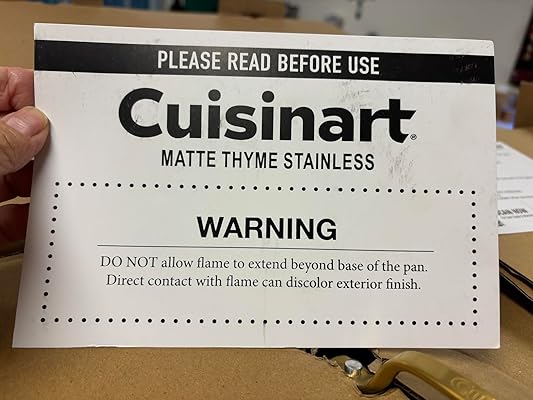 PLEASE READ BEFORE USE
Cuisinart®
MATTE THYME STAINLESS
WARNING
DO NOT allow flame to extend beyond base of the pan.
Direct contact with flame can discolor exterior finish.